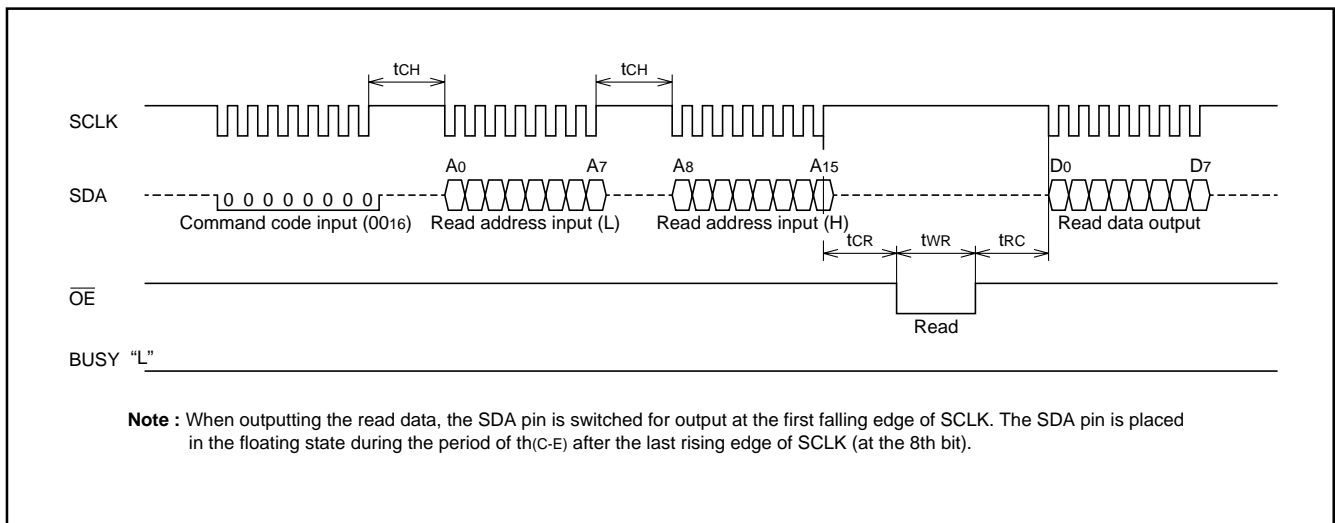 tCH tCH
SCLK
A0 A7 A8 A15 D0 D7
SDA
0 0 0 0 0 0 0 0
Command code input (0016) Read address input (L) Read address input (H) Read data output
tCR tWR tRC
OE
Read
BUSY “L”
Note : When outputting the read data, the SDA pin is switched for output at the first falling edge of SCLK. The SDA pin is placed
in the floating state during the period of th(C-E) after the last rising edge of SCLK (at the 8th bit).